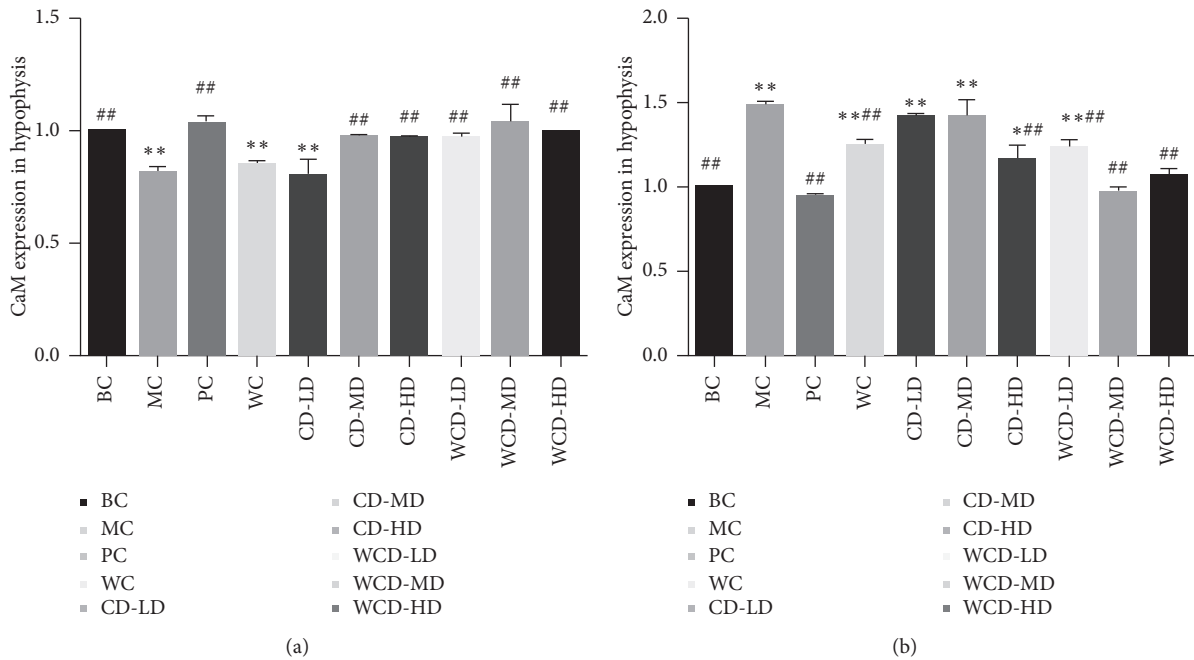 CaM expression in hypophysis
1.5
1.0
0.5
0.0
##
**
##
**
**
##
##
##
##
##
BC
MC
PC
WC
CD-LD
CD-MD
CD-HD
WCD-LD
WCD-MD
WCD-HD
BC
MC
PC
WC
CD-LD
CD-MD
CD-HD
WCD-LD
WCD-MD
WCD-HD
(a)
CaM expression in hypophysis
2.0
1.5
1.0
0.5
0.0
##
**
##
**##
**
**
*##
**##
##
##
BC
MC
PC
WC
CD-LD
CD-MD
CD-HD
WCD-LD
WCD-MD
WCD-HD
BC
MC
PC
WC
CD-LD
CD-MD
CD-HD
WCD-LD
WCD-MD
WCD-HD
(b)